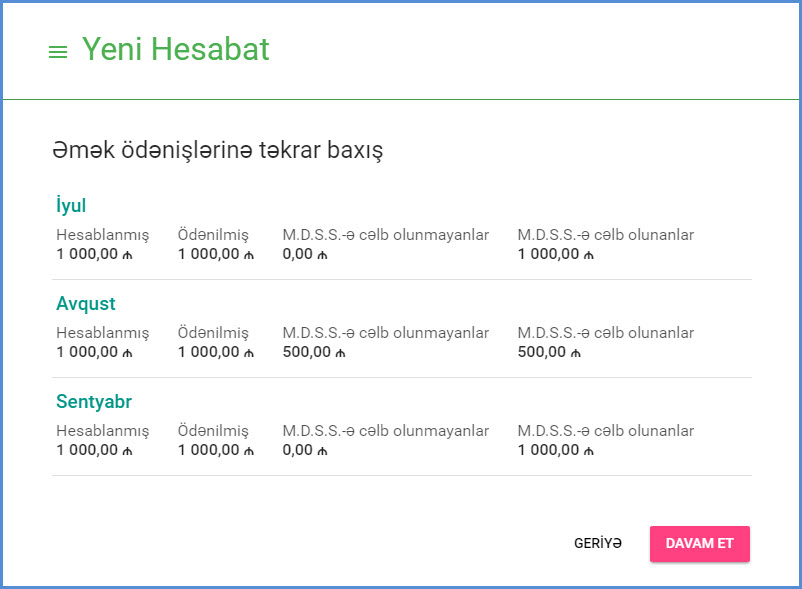 Yeni Hesabat
Əmək ödənişlərinə təkrar baxış
İyul
Hesablanmış Ödənilmiş M.D.S.S.-ə cəlb olunmayanlar M.D.S.S.-ə cəlb olunanlar
1 000,00 ₼ 1 000,00 ₼ 0,00 ₼ 1 000,00 ₼
Avqust
Hesablanmış Ödənilmiş M.D.S.S.-ə cəlb olunmayanlar M.D.S.S.-ə cəlb olunanlar
1 000,00 ₼ 1 000,00 ₼ 500,00 ₼ 500,00 ₼
Sentyabr
Hesablanmış Ödənilmiş M.D.S.S.-ə cəlb olunmayanlar M.D.S.S.-ə cəlb olunanlar
1 000,00 ₼ 1 000,00 ₼ 0,00 ₼ 1 000,00 ₼
GERİYƏ DAVAM ET